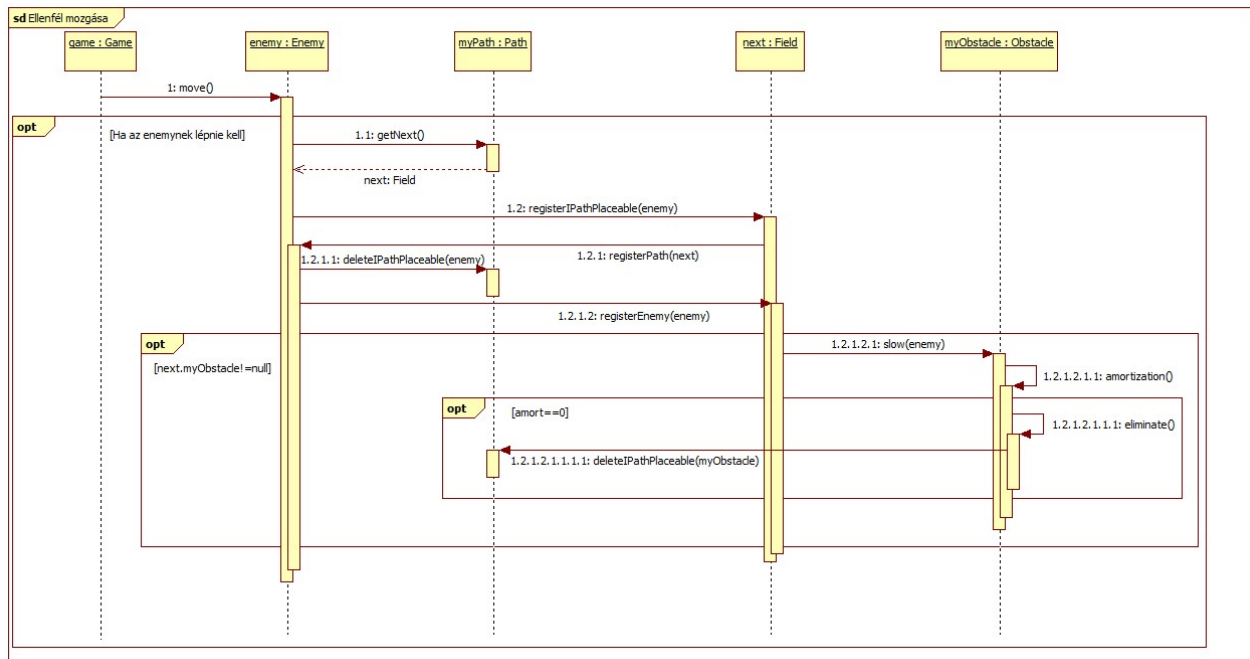 sd Ellenfél mozgása
game : Game
enemy : Enemy
myPath : Path
next : Field
myObstacle : Obstacle
1: move()
opt
[Ha az enemynek lépnie kell]
1.1: getNext()
next: Field
1.2: registerIPathPlaceable(enemy)
1.2.1: registerPath(next)
1.2.1.1: deleteIPathPlaceable(enemy)
1.2.1.2: registerEnemy(enemy)
opt
[next.myObstacle!=null]
1.2.1.2.1: slow(enemy)
1.2.1.2.1.1: amortization()
opt
[amort==0]
1.2.1.2.1.1.1: eliminate()
1.2.1.2.1.1.1.1: deleteIPathPlaceable(myObstacle)